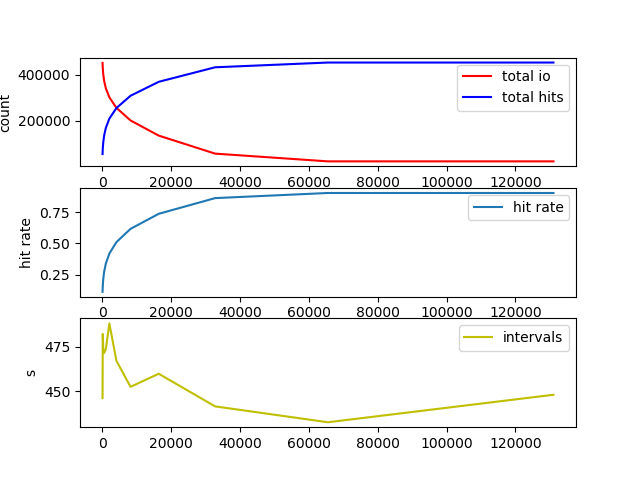 400000
200000
count
total io
total hits
0 20000 40000 60000 80000 100000 120000
0.75
0.50
0.25
hit rate
hit rate
0 20000 40000 60000 80000 100000 120000
475
450
s
intervals
0 20000 40000 60000 80000 100000 120000